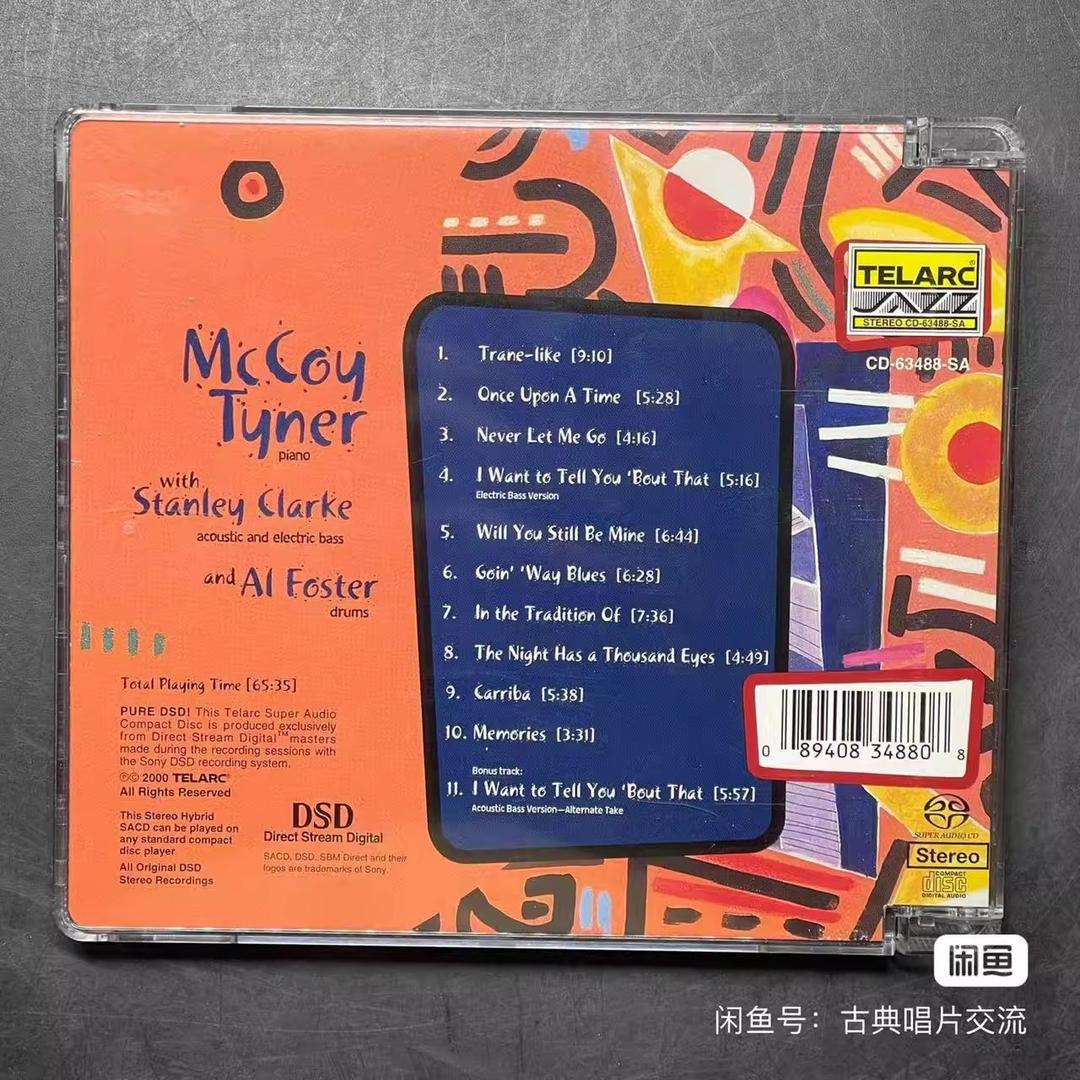 McCoy
Tyner
piano
with
Stanley Clarke
acoustic and electric bass
and Al Foster
drums
Total Playing Time [65:35]
PURE DSD! This Telarc Super Audio
Compact Disc is produced exclusively
from Direct Stream Digital™ masters
made during the recording sessions with
the Sony DSD recording system.
℗© 2000 TELARC®
All Rights Reserved
This Stereo Hybrid
SACD can be played on
any standard compact
disc player
All Original DSD
Stereo Recordings
DSD
Direct Stream Digital
SACD, DSD, SBM Direct and their
logos are trademarks of Sony.
1. Trane-like [9:10]
2. Once Upon A Time [5:28]
3. Never Let Me Go [4:16]
4. I Want to Tell You 'Bout That [5:16]
Electric Bass Version
5. Will You Still Be Mine [6:44]
6. Goin' 'Way Blues [6:28]
7. In the Tradition Of [7:36]
8. The Night Has a Thousand Eyes [4:49]
9. Carriba [5:38]
10. Memories [3:31]
Bonus track:
11. I Want to Tell You 'Bout That [5:57]
Acoustic Bass Version—Alternate Take
TELARC®
JAZZ
STEREO CD-63488-SA
CD-63488-SA
0 89408 34880 8
SUPER AUDIO CD
Stereo
COMPACT
disc
DIGITAL AUDIO
闲鱼
闲鱼号：古典唱片交流